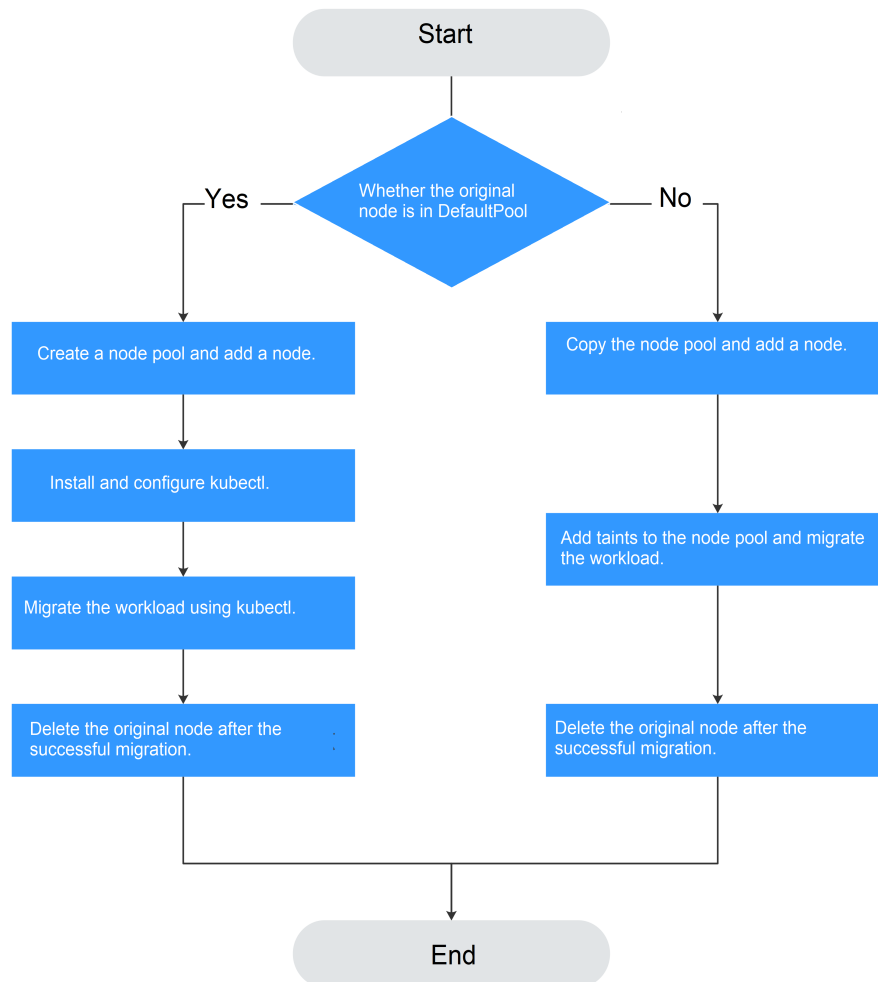 Start
Whether the original
node is in DefaultPool
Yes
No
Create a node pool and add a node.
Install and configure kubectl.
Migrate the workload using kubectl.
Delete the original node after the
successful migration.
Copy the node pool and add a node.
Add taints to the node pool and migrate
the workload.
Delete the original node after the
successful migration.
End